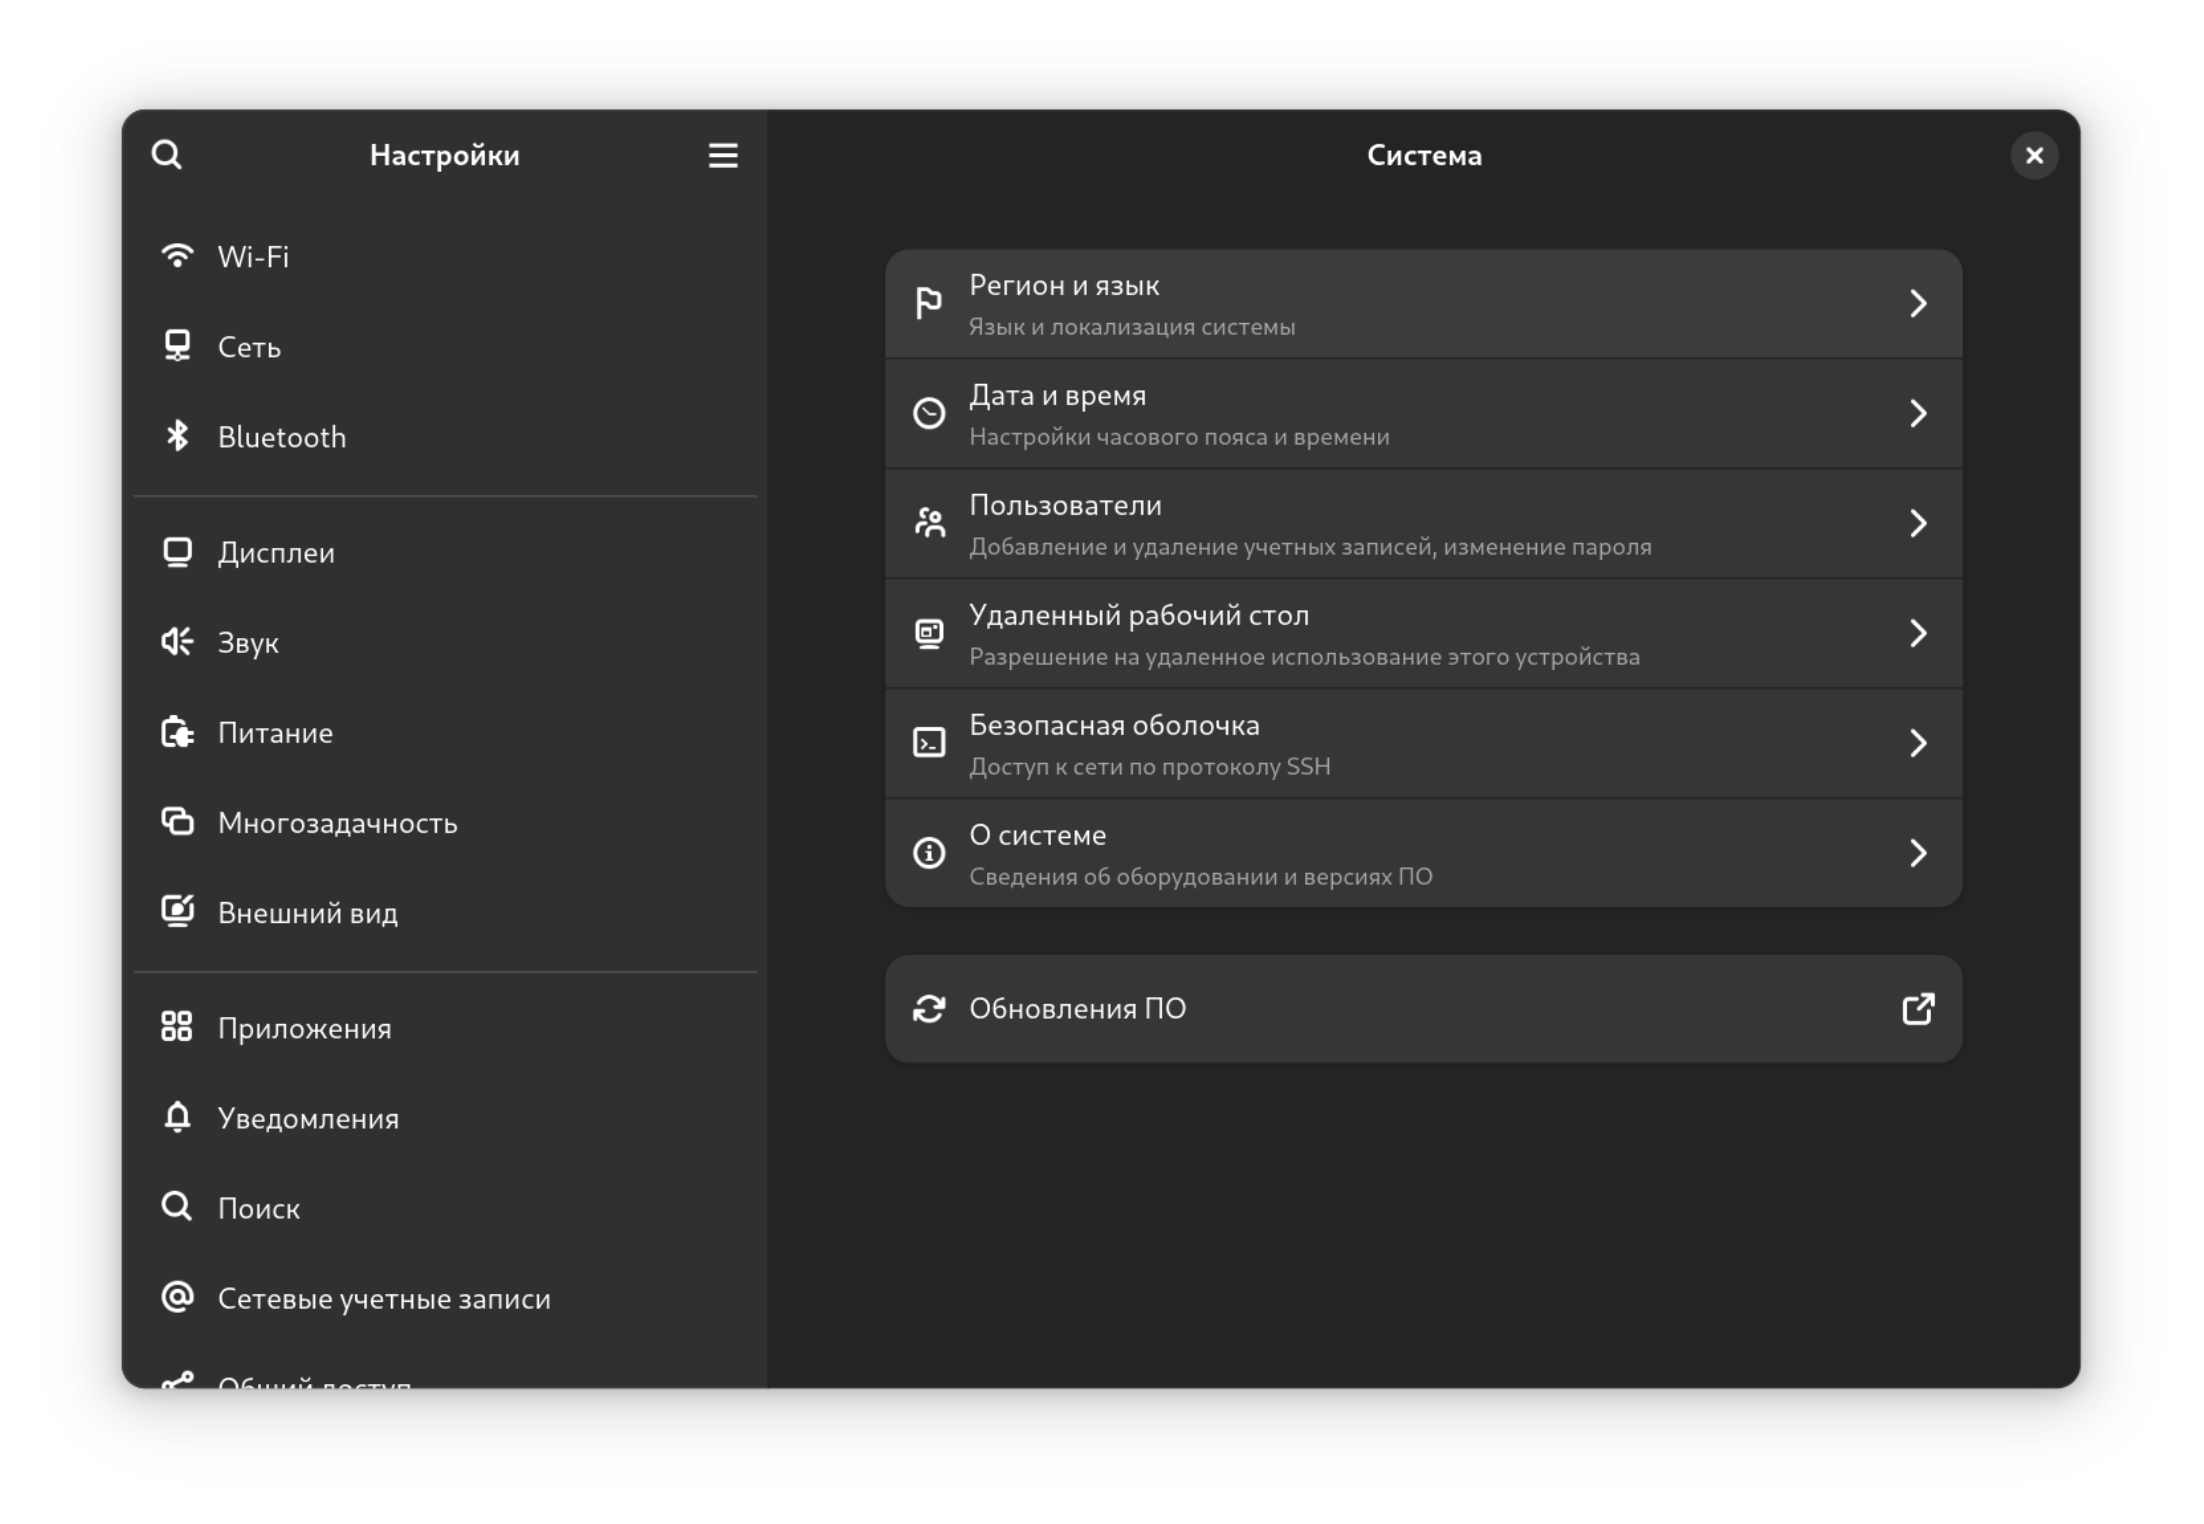 Настройки
Wi-Fi
Сеть
Bluetooth
Дисплеи
Звук
Питание
Многозадачность
Внешний вид
Приложения
Уведомления
Поиск
Сетевые учетные записи
Общий доступ
Система
Регион и язык
Язык и локализация системы
Дата и время
Настройки часового пояса и времени
Пользователи
Добавление и удаление учетных записей, изменение пароля
Удаленный рабочий стол
Разрешение на удаленное использование этого устройства
Безопасная оболочка
Доступ к сети по протоколу SSH
О системе
Сведения об оборудовании и версиях ПО
Обновления ПО